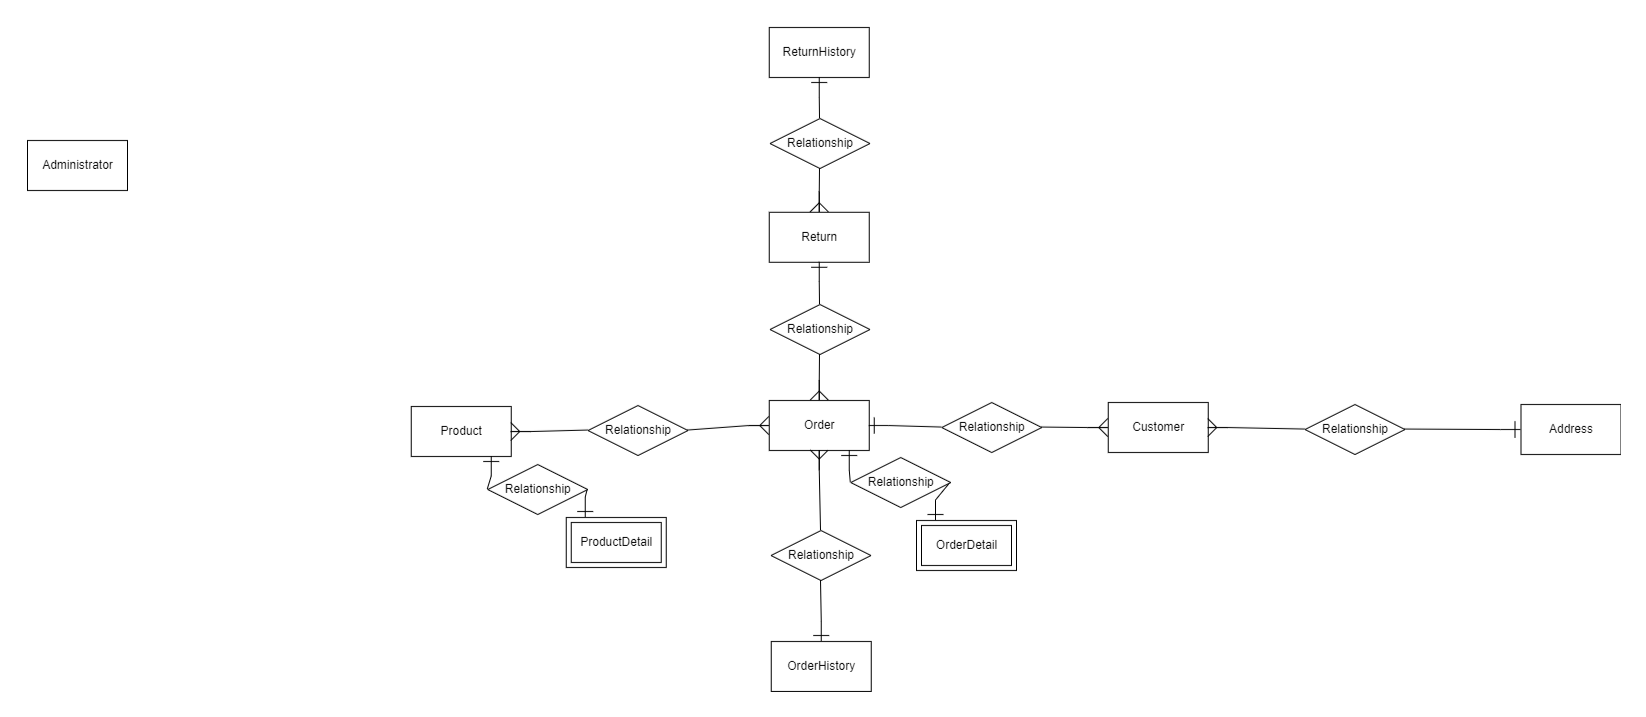 ReturnHistory
Relationship
Administrator
Return
Relationship
Product
Relationship
Order
Relationship
Customer
Relationship
Address
Relationship
Relationship
ProductDetail
OrderDetail
Relationship
OrderHistory